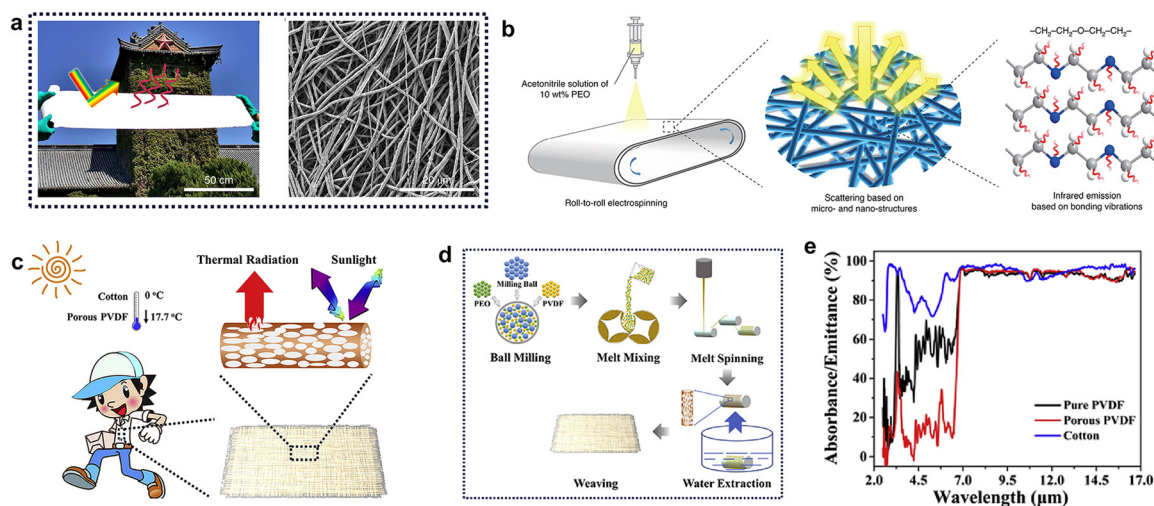 a
50 cm
20 µm
b
Acetonitrile solution of
10 wt% PEO
Roll-to-roll electrospinning
Scattering based on
micro- and nano-structures
–CH₂–CH₂–O–CH₂–CH₂–
Infrared emission
based on bonding vibrations
c
Thermal Radiation
Sunlight
Cotton
0 °C
Porous PVDF
17.7 °C
d
Milling Ball
PEO
PVDF
Ball Milling
Melt Mixing
Melt Spinning
Weaving
Water Extraction
e
Absorbance/Emittance (%)
100
80
60
40
20
0
Pure PVDF
Porous PVDF
Cotton
2.0 4.5 7.0 9.5 12.0 14.5 17.0
Wavelength (µm)